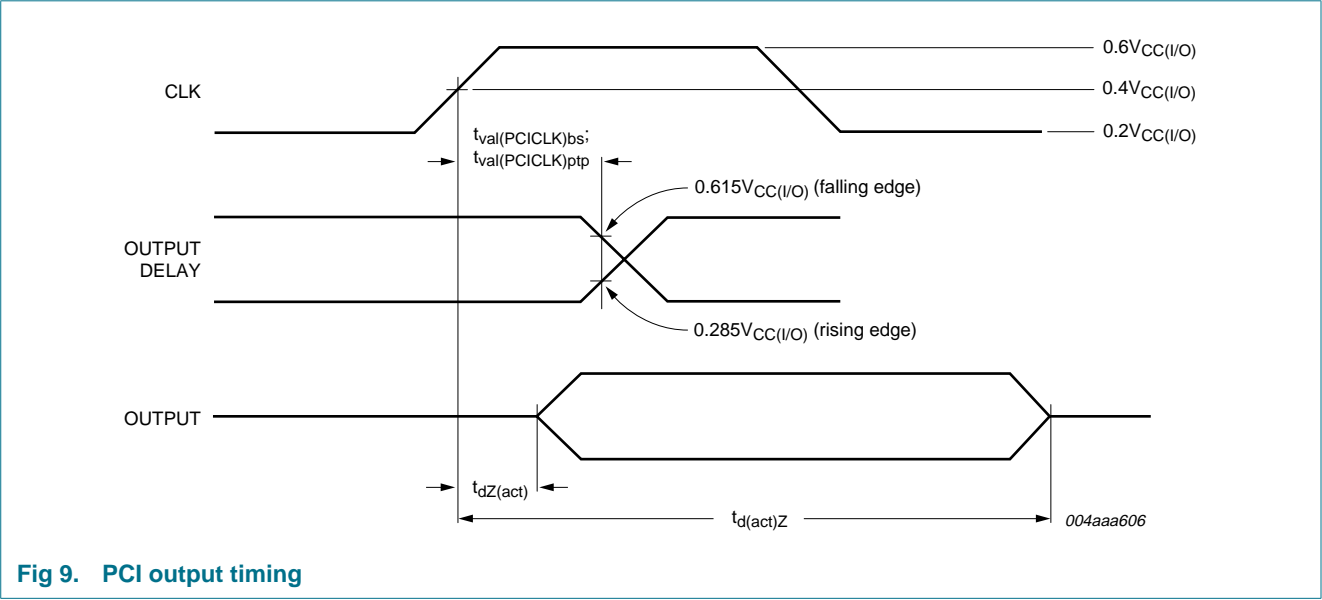 0.6VCC(I/O)
CLK
0.4VCC(I/O)
0.2VCC(I/O)
tval(PCICLK)bs;
tval(PCICLK)ptp
0.615VCC(I/O) (falling edge)
OUTPUT
DELAY
0.285VCC(I/O) (rising edge)
OUTPUT
tdZ(act)
td(act)Z
004aaa606
Fig 9. PCI output timing